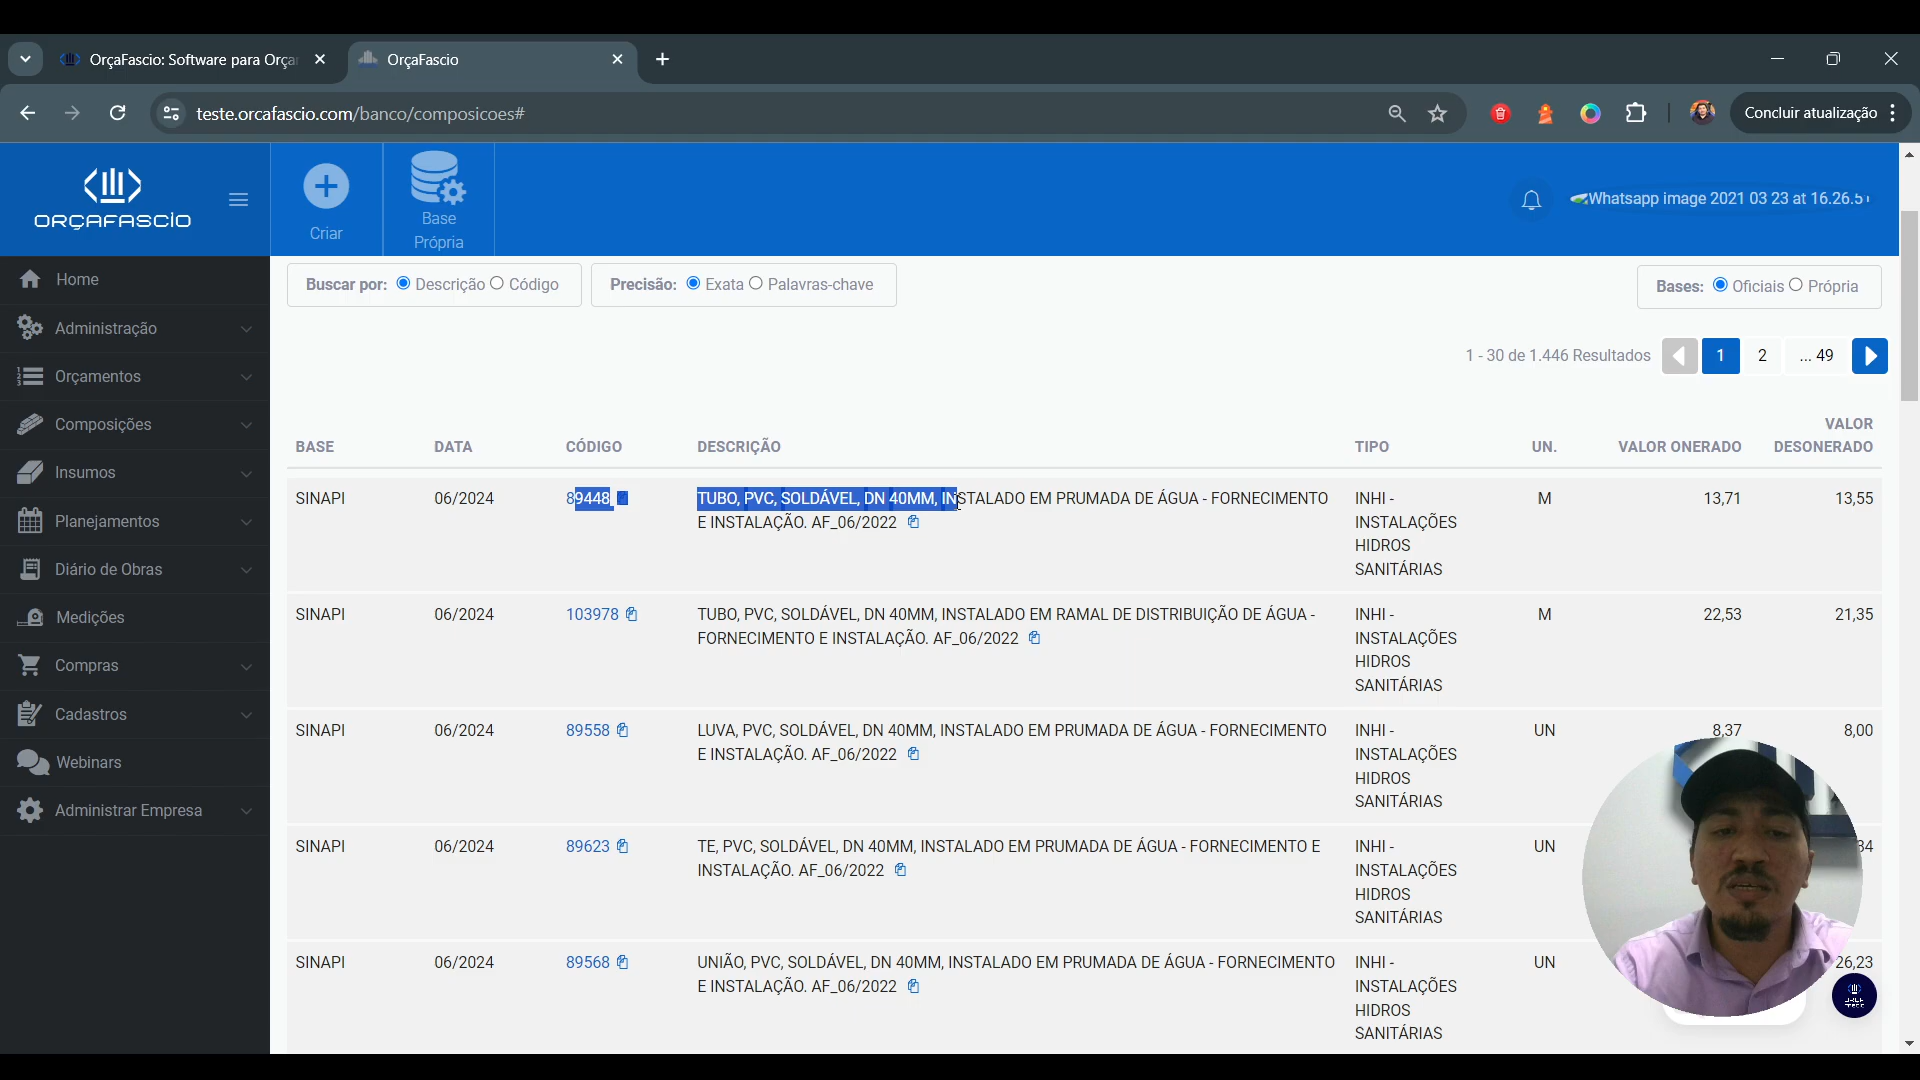 OrçaFascio: Software para Orça
OrçaFascio
teste.orcafascio.com/banco/composicoes#
Concluir atualização
ORÇAFASCIO
Criar
Base
Própria
Whatsapp image 2021 03 23 at 16.26.5
Home
Administração
Orçamentos
Composições
Insumos
Planejamentos
Diário de Obras
Medições
Compras
Cadastros
Webinars
Administrar Empresa
Buscar por: Descrição Código
Precisão: Exata Palavras-chave
Bases: Oficiais Própria
1 - 30 de 1.446 Resultados 1 2 ... 49
BASE DATA CÓDIGO DESCRIÇÃO TIPO UN. VALOR ONERADO VALOR
DESONERADO
SINAPI 06/2024 89448 TUBO, PVC, SOLDÁVEL, DN 40MM, INSTALADO EM PRUMADA DE ÁGUA - FORNECIMENTO INHI - M 13,71 13,55
E INSTALAÇÃO. AF_06/2022 INSTALAÇÕES
HIDROS
SANITÁRIAS
SINAPI 06/2024 103978 TUBO, PVC, SOLDÁVEL, DN 40MM, INSTALADO EM RAMAL DE DISTRIBUIÇÃO DE ÁGUA - INHI - M 22,53 21,35
FORNECIMENTO E INSTALAÇÃO. AF_06/2022 INSTALAÇÕES
HIDROS
SANITÁRIAS
SINAPI 06/2024 89558 LUVA, PVC, SOLDÁVEL, DN 40MM, INSTALADO EM PRUMADA DE ÁGUA - FORNECIMENTO INHI - UN 8,37 8,00
E INSTALAÇÃO. AF_06/2022 INSTALAÇÕES
HIDROS
SANITÁRIAS
SINAPI 06/2024 89623 TE, PVC, SOLDÁVEL, DN 40MM, INSTALADO EM PRUMADA DE ÁGUA - FORNECIMENTO E INHI - UN 34
INSTALAÇÃO. AF_06/2022 INSTALAÇÕES
HIDROS
SANITÁRIAS
SINAPI 06/2024 89568 UNIÃO, PVC, SOLDÁVEL, DN 40MM, INSTALADO EM PRUMADA DE ÁGUA - FORNECIMENTO INHI - UN 26,23
E INSTALAÇÃO. AF_06/2022 INSTALAÇÕES
HIDROS
SANITÁRIAS